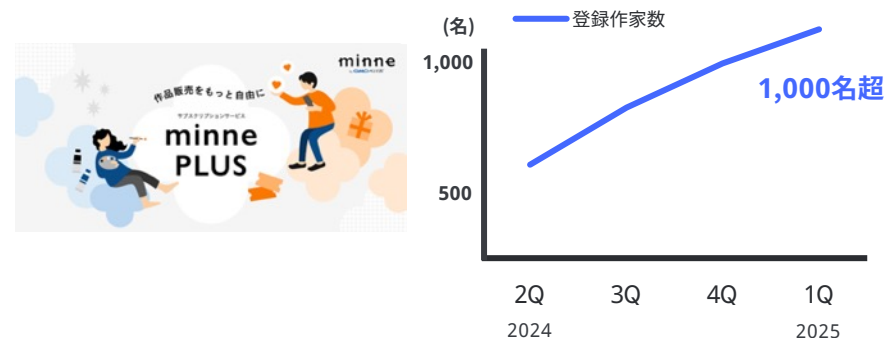 minne
作品販売をもっと自由に
サブスクリプションサービス
minne
PLUS
(名)
登録作家数
1,000
1,000名超
500
2Q
3Q
4Q
1Q
2024
2025